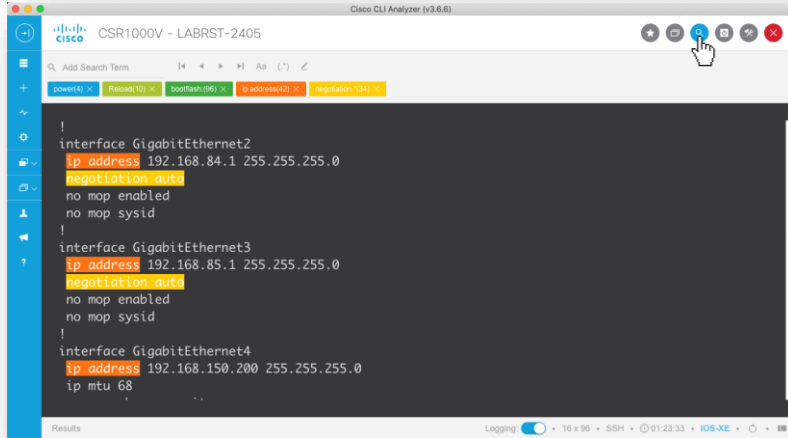 Cisco CLI Analyzer (v3.6.6)
CISCO CSR1000V - LABRST-2405
Add Search Term Aa (.*)
power(4) × Reload(10) × bootflash:(96) × ip address(42) × negotiation.*(34) ×
!
interface GigabitEthernet2
ip address 192.168.84.1 255.255.255.0
negotiation auto
no mop enabled
no mop sysid
!
interface GigabitEthernet3
ip address 192.168.85.1 255.255.255.0
negotiation auto
no mop enabled
no mop sysid
!
interface GigabitEthernet4
ip address 192.168.150.200 255.255.255.0
ip mtu 68
Results Logging: • 16 x 96 • SSH • 01:23:33 • IOS-XE •